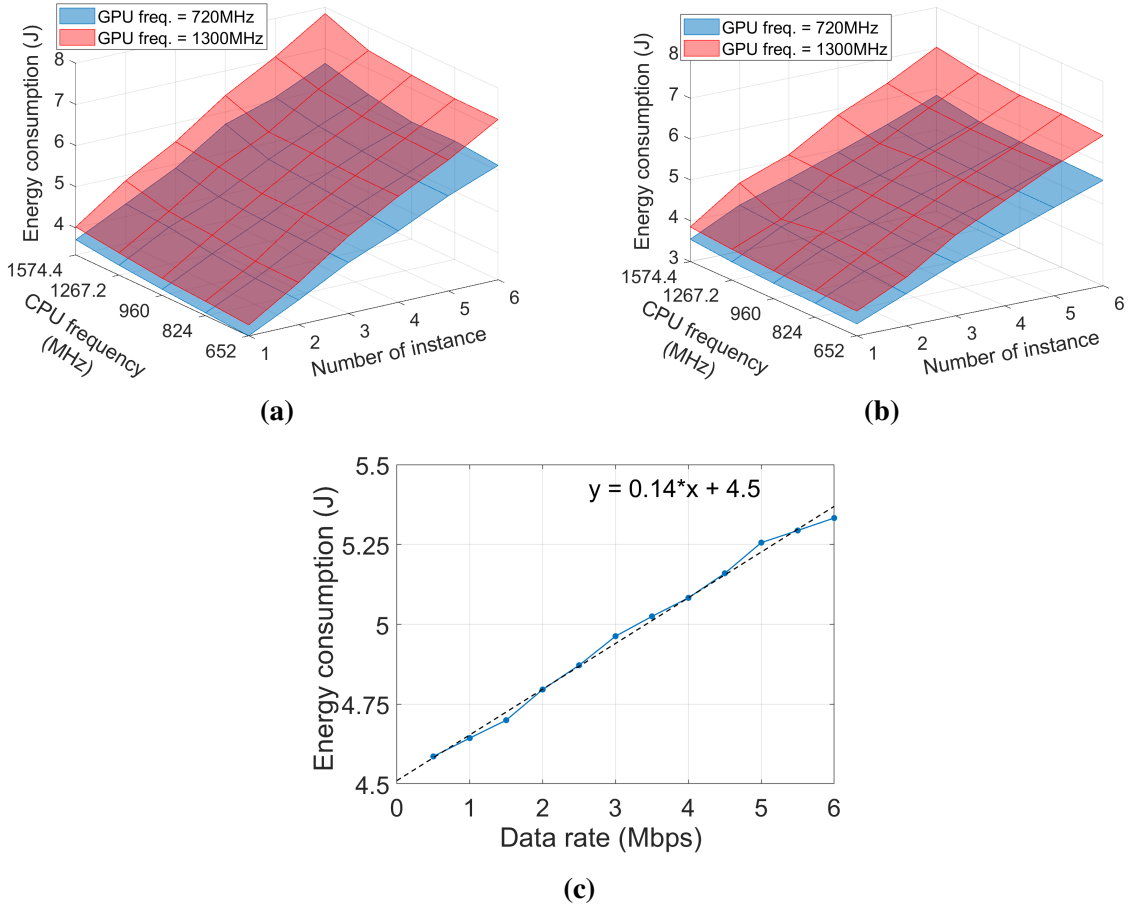 GPU freq. = 720MHz
GPU freq. = 1300MHz
Energy consumption (J)
8
7
6
5
4
1574.4
1267.2
960
824
652
CPU frequency
(MHz)
1
2
3
4
5
6
Number of instance
(a)
GPU freq. = 720MHz
GPU freq. = 1300MHz
Energy consumption (J)
8
7
6
5
4
3
1574.4
1267.2
960
824
652
CPU frequency
(MHz)
1
2
3
4
5
6
Number of instance
(b)
y = 0.14*x + 4.5
Energy consumption (J)
5.5
5.25
5
4.75
4.5
0 1 2 3 4 5 6
Data rate (Mbps)
(c)